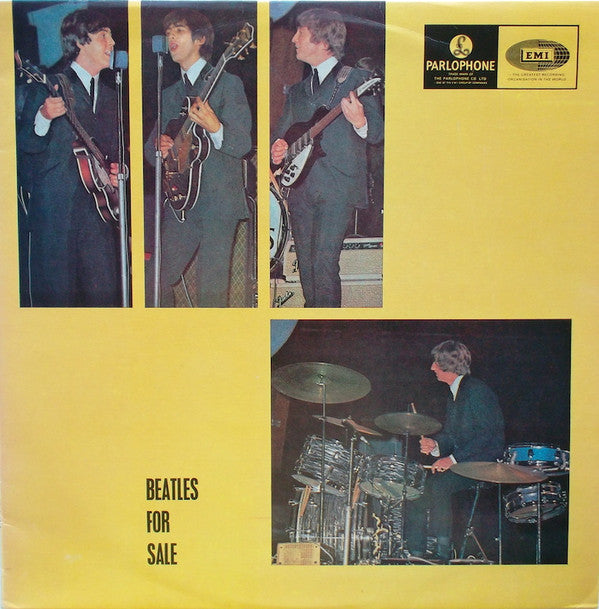 PARLOPHONE
TRADE MARK OF
THE PARLOPHONE CO. LTD
EMI
THE GREATEST RECORDING
ORGANISATION IN THE WORLD
BEATLES
FOR
SALE